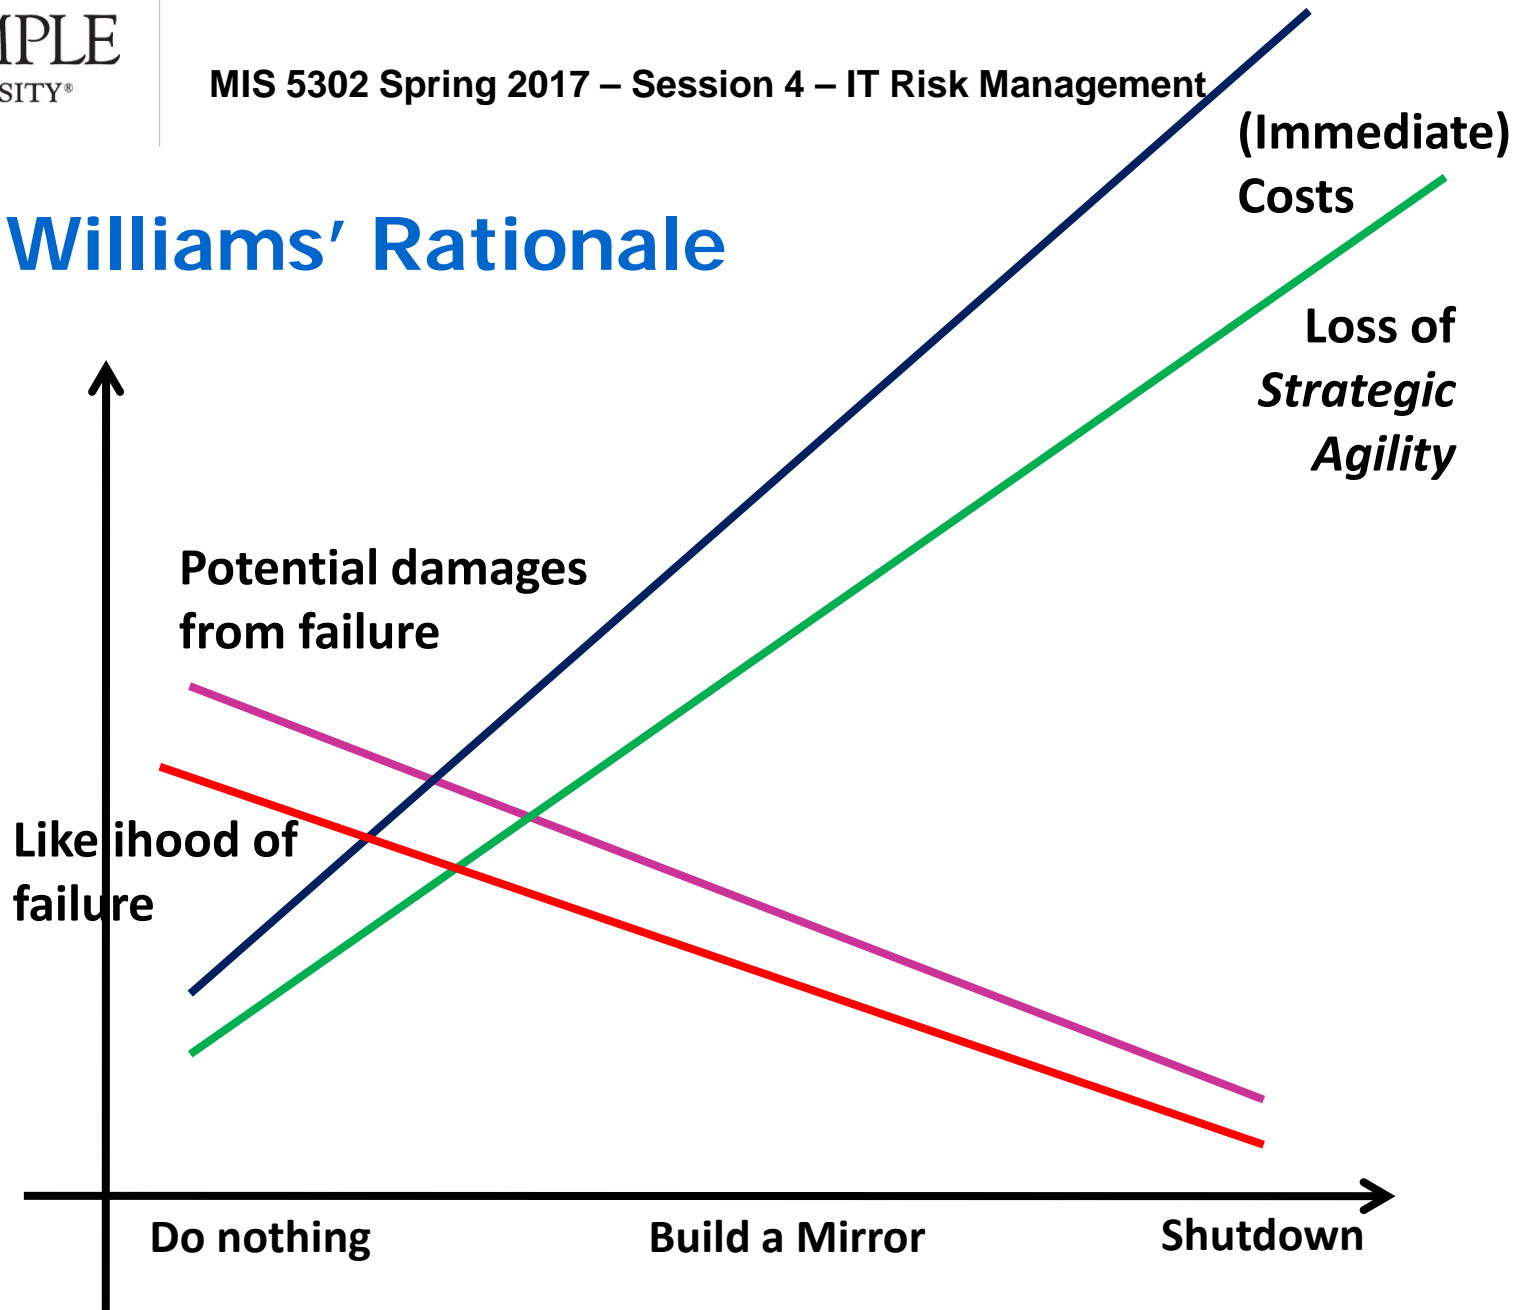 MPLE
SITY®
MIS 5302 Spring 2017 – Session 4 – IT Risk Management
Williams’ Rationale
(Immediate)
Costs
Loss of
Strategic
Agility
Potential damages
from failure
Likelihood of
failure
Do nothing
Build a Mirror
Shutdown